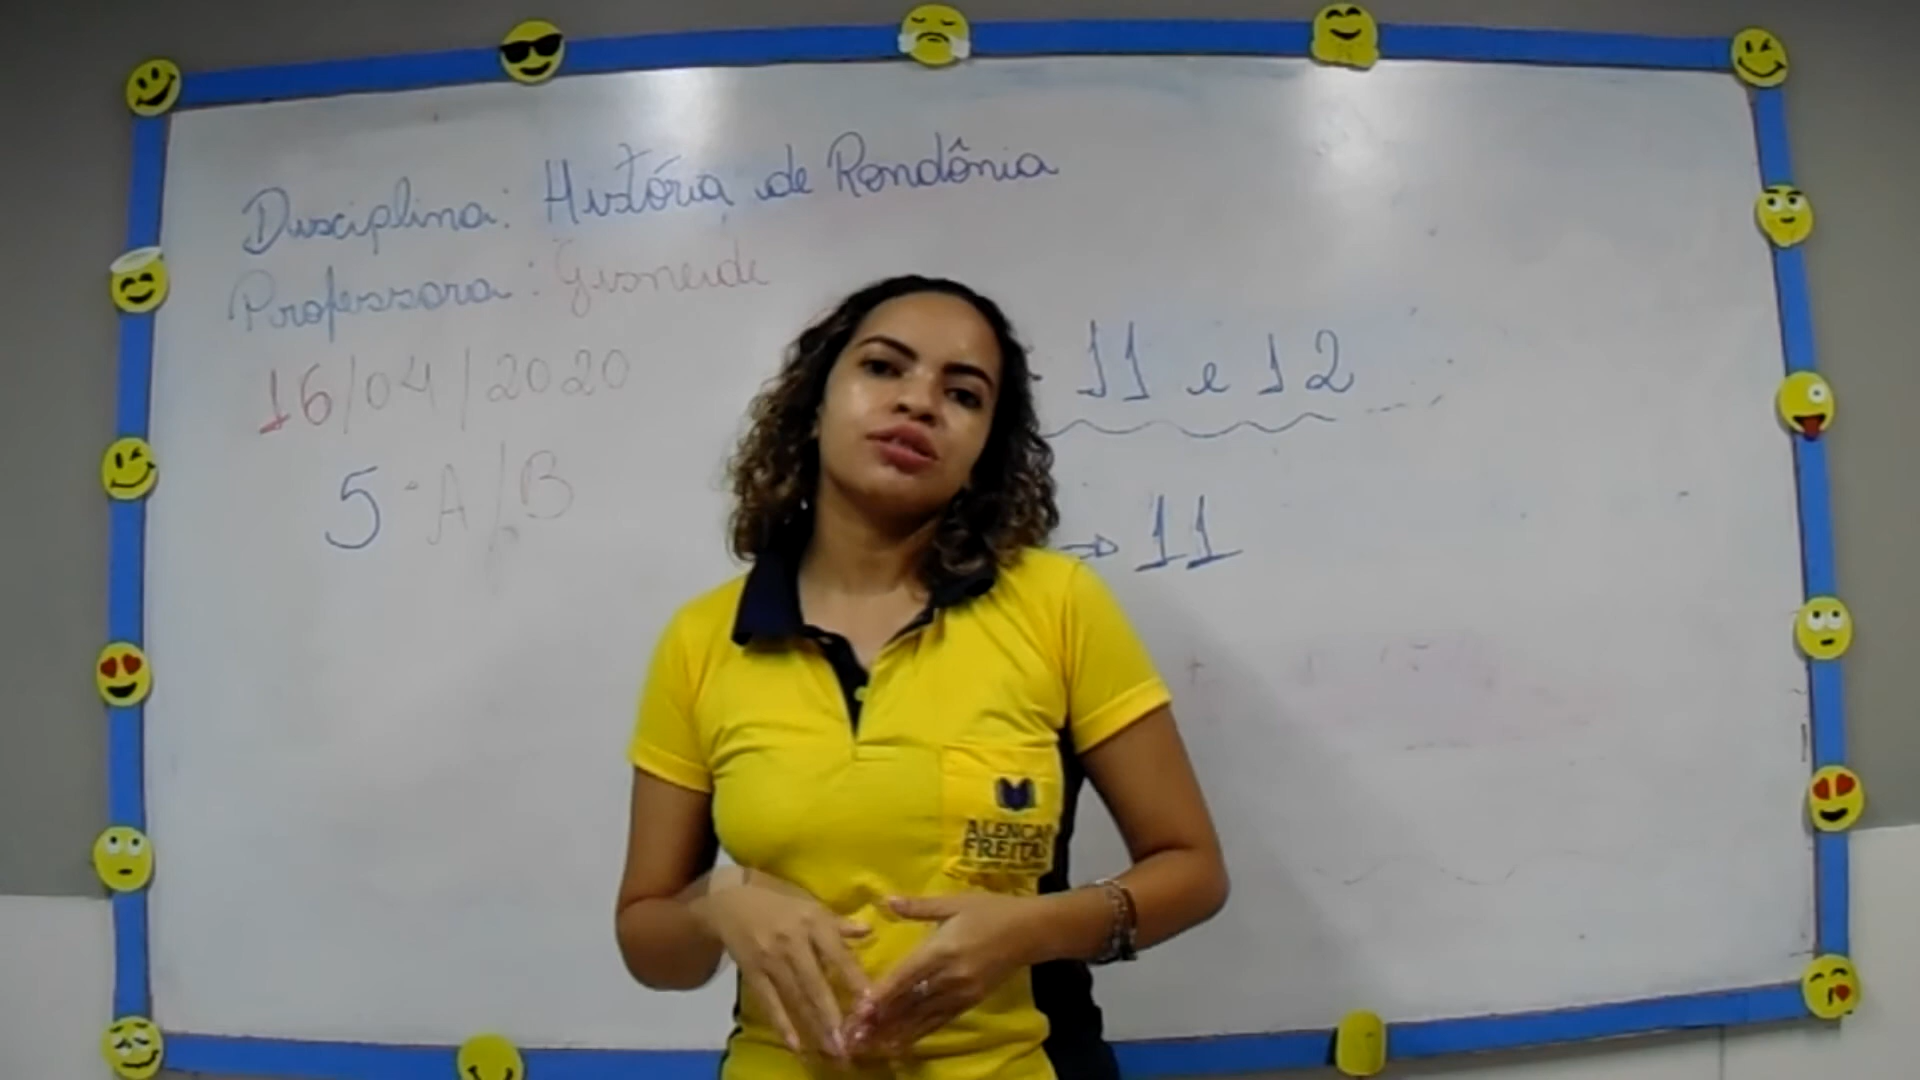 Disciplina: História de Rondônia
Professora: Gisneide
16/04/2020
5º A/B
- 11 e 12
→ 11
ALENCAR
FREITAS